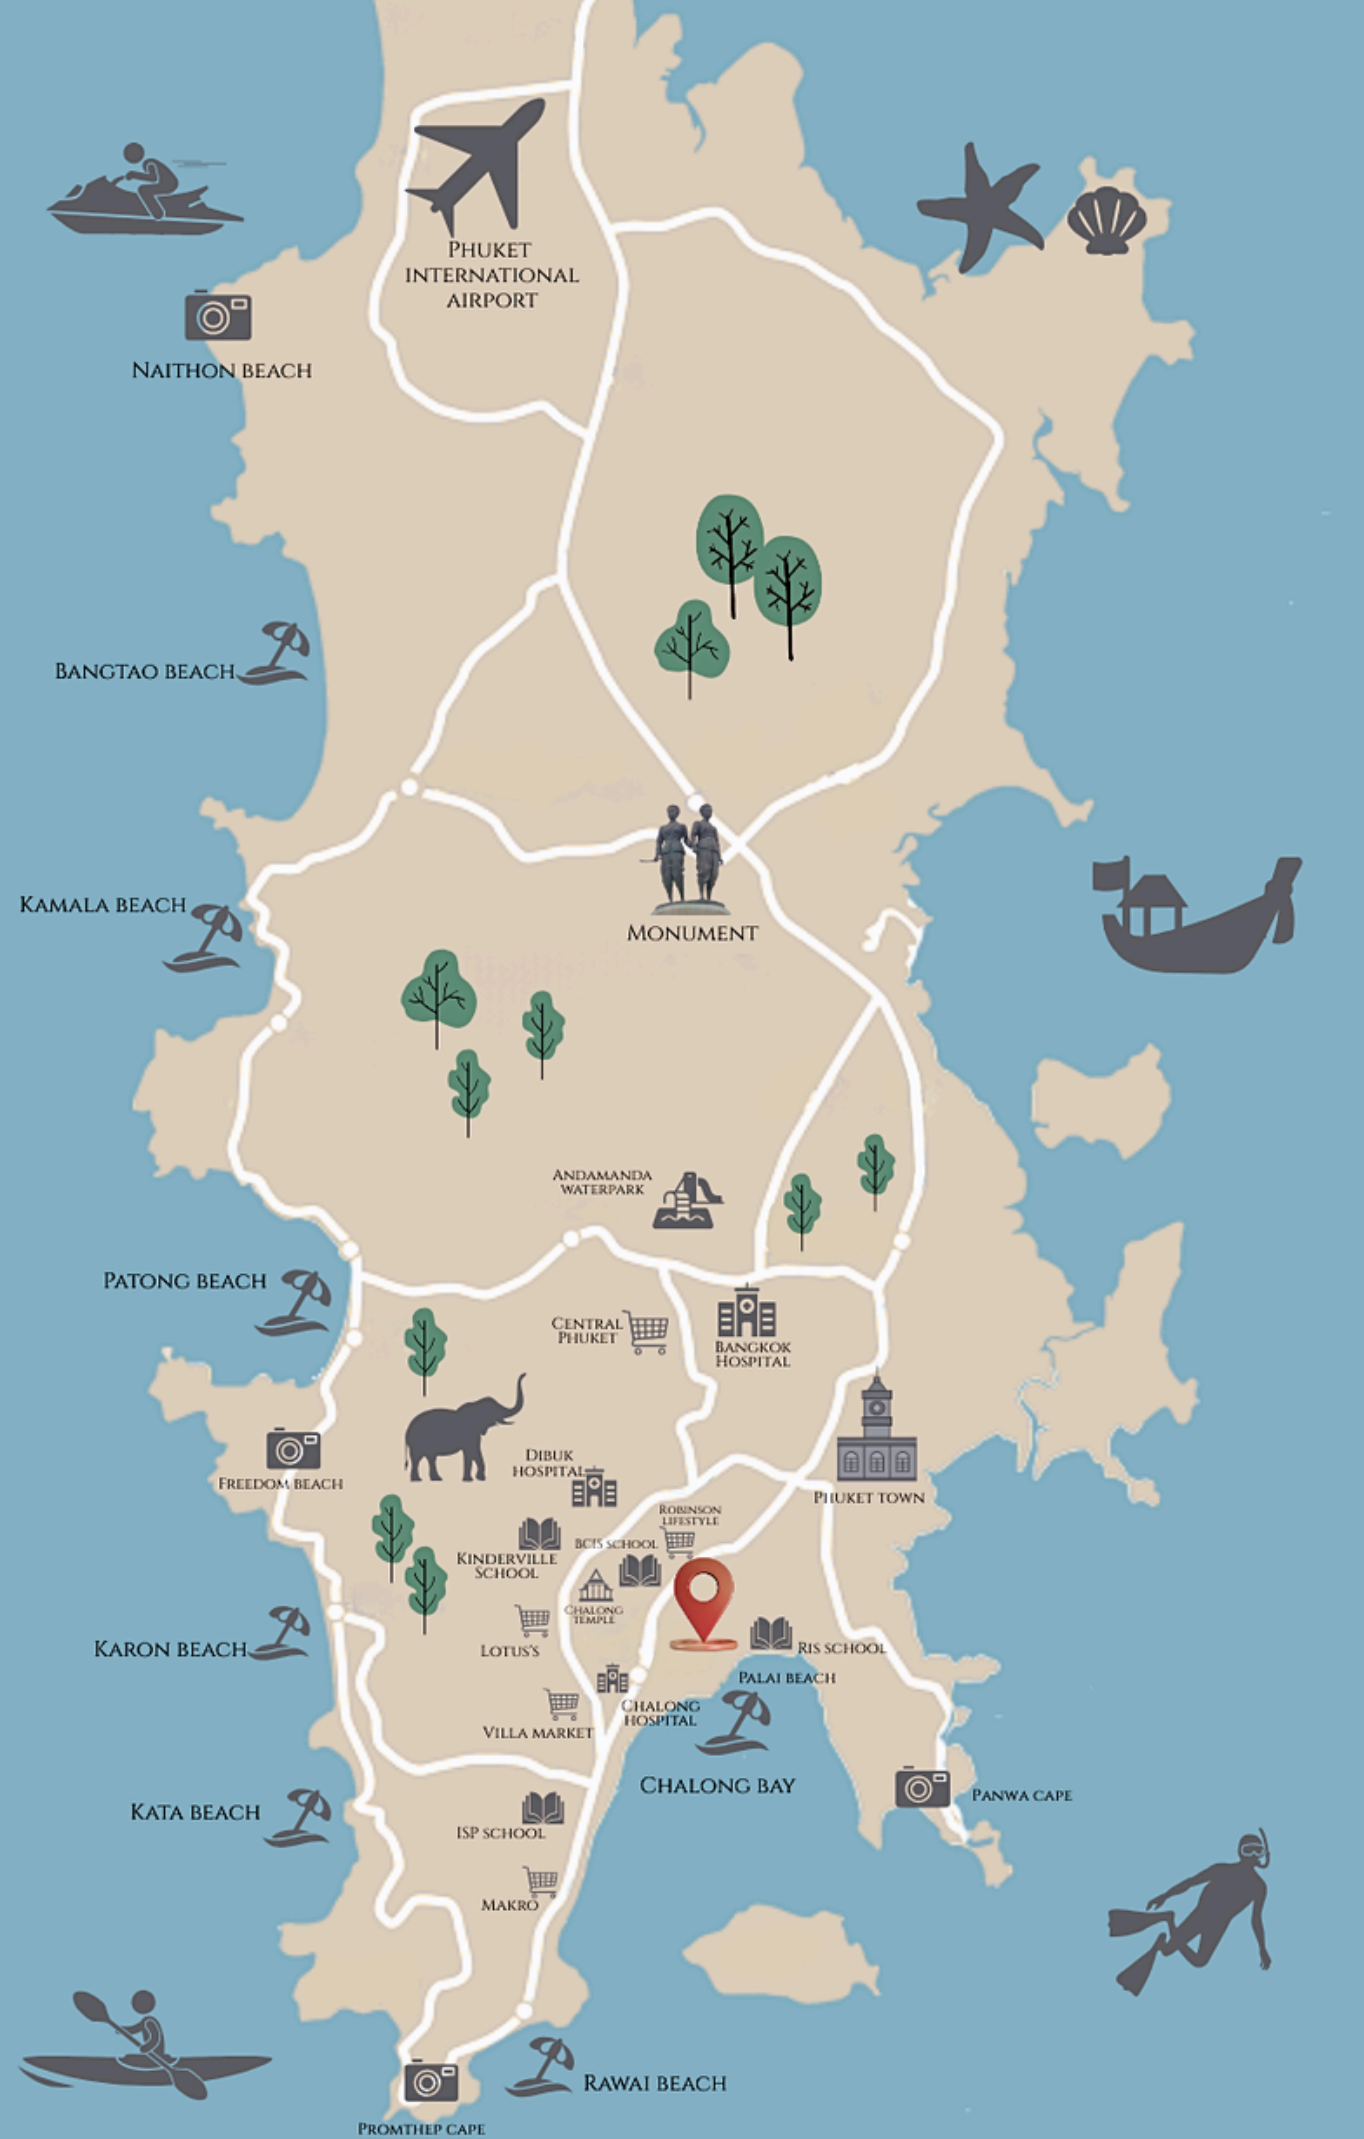 PHUKET
INTERNATIONAL
AIRPORT
NAITHON BEACH
BANGTAO BEACH
KAMALA BEACH
MONUMENT
ANDAMANDA
WATERPARK
PATONG BEACH
CENTRAL
PHUKET
BANGKOK
HOSPITAL
FREEDOM BEACH
DIBUK
HOSPITAL
PHUKET TOWN
ROBINSON
LIFESTYLE
BCIS SCHOOL
KINDERVILLE
SCHOOL
CHALONG
TEMPLE
LOTUS'S
KARON BEACH
RIS SCHOOL
PALAI BEACH
CHALONG
HOSPITAL
VILLA MARKET
CHALONG BAY
PANWA CAPE
KATA BEACH
ISP SCHOOL
MAKRO
RAWAI BEACH
PROMTHEP CAPE